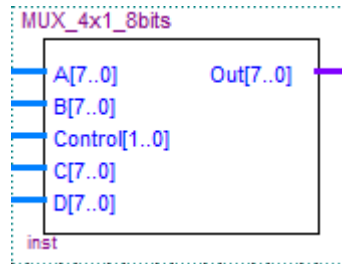 MUX_4x1_8bits
A[7..0] Out[7..0]
B[7..0]
Control[1..0]
C[7..0]
D[7..0]
inst